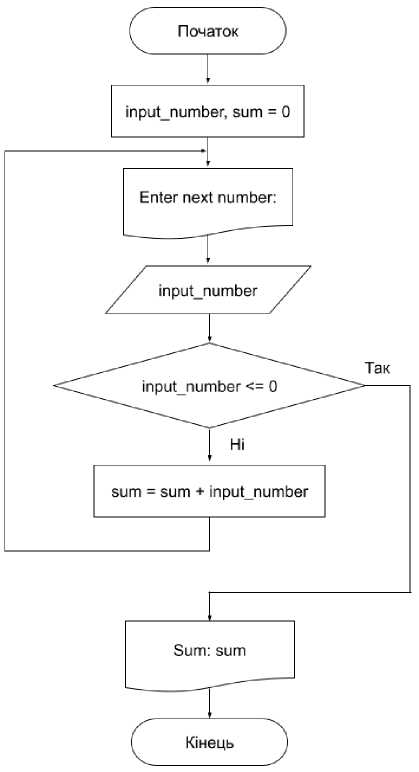 Початок
input_number, sum = 0
Enter next number:
input_number
input_number <= 0
Так
Ні
sum = sum + input_number
Sum: sum
Кінець